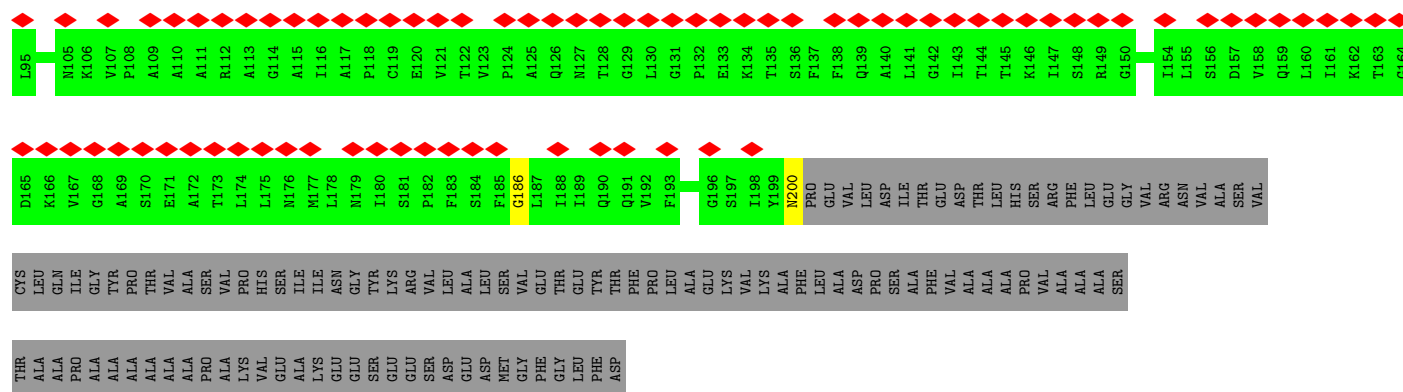 L95 N105 K106 V107 P108 A109 A110 A111 R112 A113 G114 A115 I116 A117 P118 C119 E120 V121 T122 V123 P124 A125 Q126 N127 T128 G129 L130 G131 P132 E133 K134 T135 S136 F137 F138 Q139 A140 L141 G142 I143 T144 T145 K146 I147 S148 R149 G150 I154 L155 S156 D157 V158 Q159 L160 I161 K162 T163 G164
D165 K166 V167 G168 A169 S170 E171 A172 T173 L174 L175 N176 M177 L178 N179 I180 S181 P182 F183 S184 F185 G186 L187 I188 I189 Q190 Q191 V192 F193 G196 S197 I198 Y199 N200 PRO GLU VAL LEU ASP ILE THR GLU ASP THR LEU HIS SER ARG PHE LEU GLU GLY VAL ARG ASN VAL ALA SER VAL
CYS LEU GLN ILE GLY TYR PRO THR VAL ALA SER VAL PRO HIS SER ILE ILE ASN GLY TYR LYS ARG VAL LEU ALA LEU SER VAL GLU THR GLU TYR THR PHE PRO LEU ALA GLU LYS VAL LYS ALA PHE LEU ALA ASP PRO SER ALA PHE VAL ALA ALA ALA PRO VAL ALA ALA ALA SER
THR ALA ALA PRO ALA ALA ALA ALA ALA ALA PRO ALA LYS VAL GLU ALA LYS GLU GLU SER GLU GLU SER ASP GLU ASP MET GLY PHE GLY LEU PHE ASP